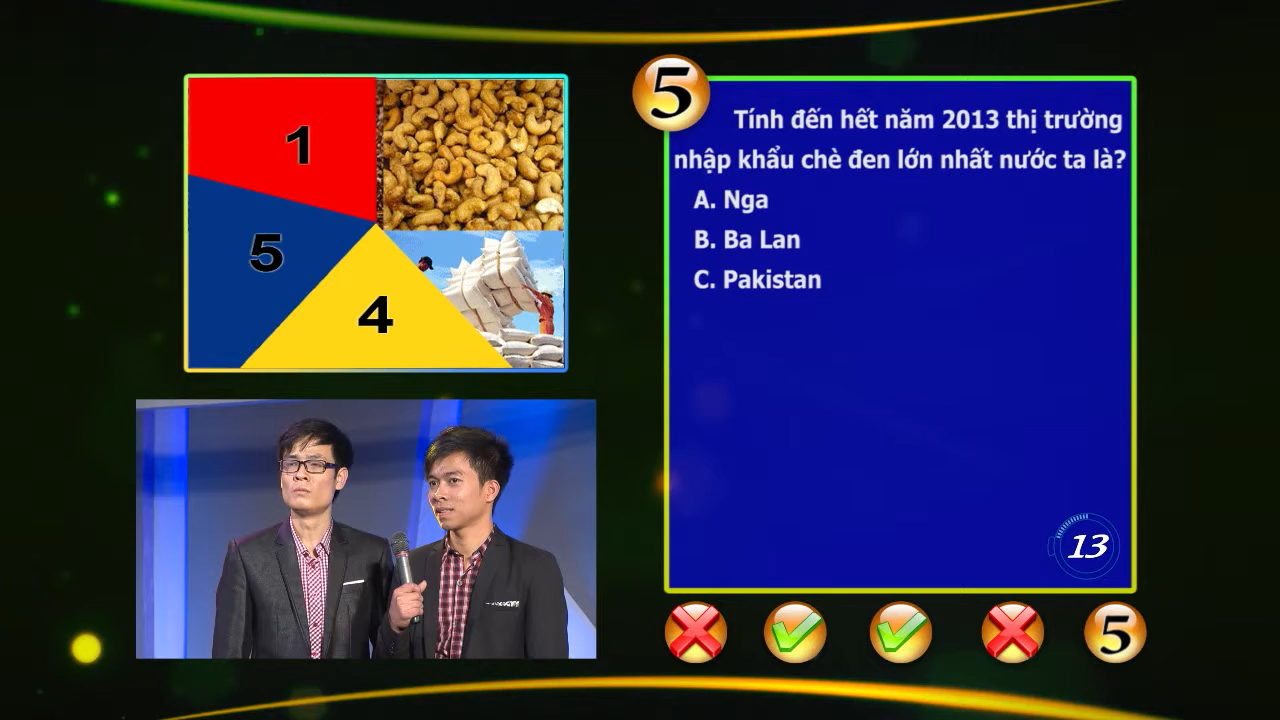 1
5
4
5
Tính đến hết năm 2013 thị trường
nhập khẩu chè đen lớn nhất nước ta là?
A. Nga
B. Ba Lan
C. Pakistan
13
5